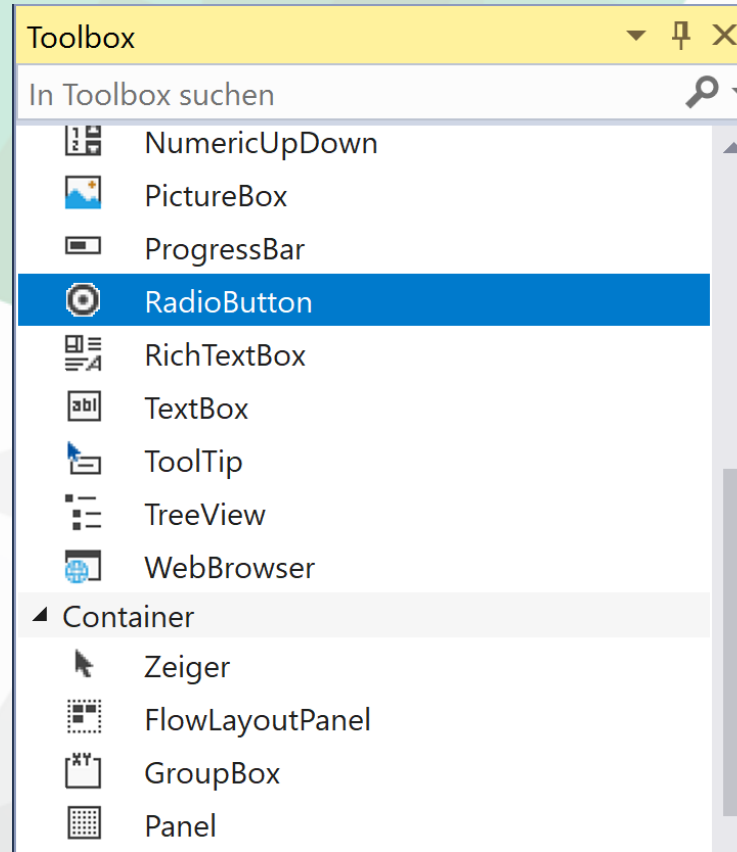 Toolbox
In Toolbox suchen
NumericUpDown
PictureBox
ProgressBar
RadioButton
RichTextBox
TextBox
ToolTip
TreeView
WebBrowser
Container
Zeiger
FlowLayoutPanel
GroupBox
Panel